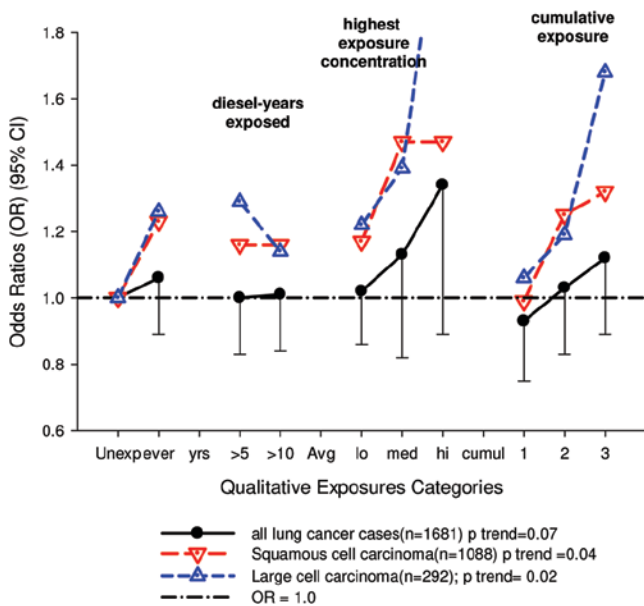 highest
exposure
concentration
cumulative
exposure
diesel-years
exposed
Odds Ratios (OR) (95% CI)
1.8
1.6
1.4
1.2
1.0
0.8
0.6
Unexp ever yrs >5 >10 Avg lo med hi cumul 1 2 3
Qualitative Exposures Categories
all lung cancer cases(n=1681) p trend=0.07
Squamous cell carcinoma(n=1088) p trend =0.04
Large cell carcinoma(n=292); p trend= 0.02
OR = 1.0